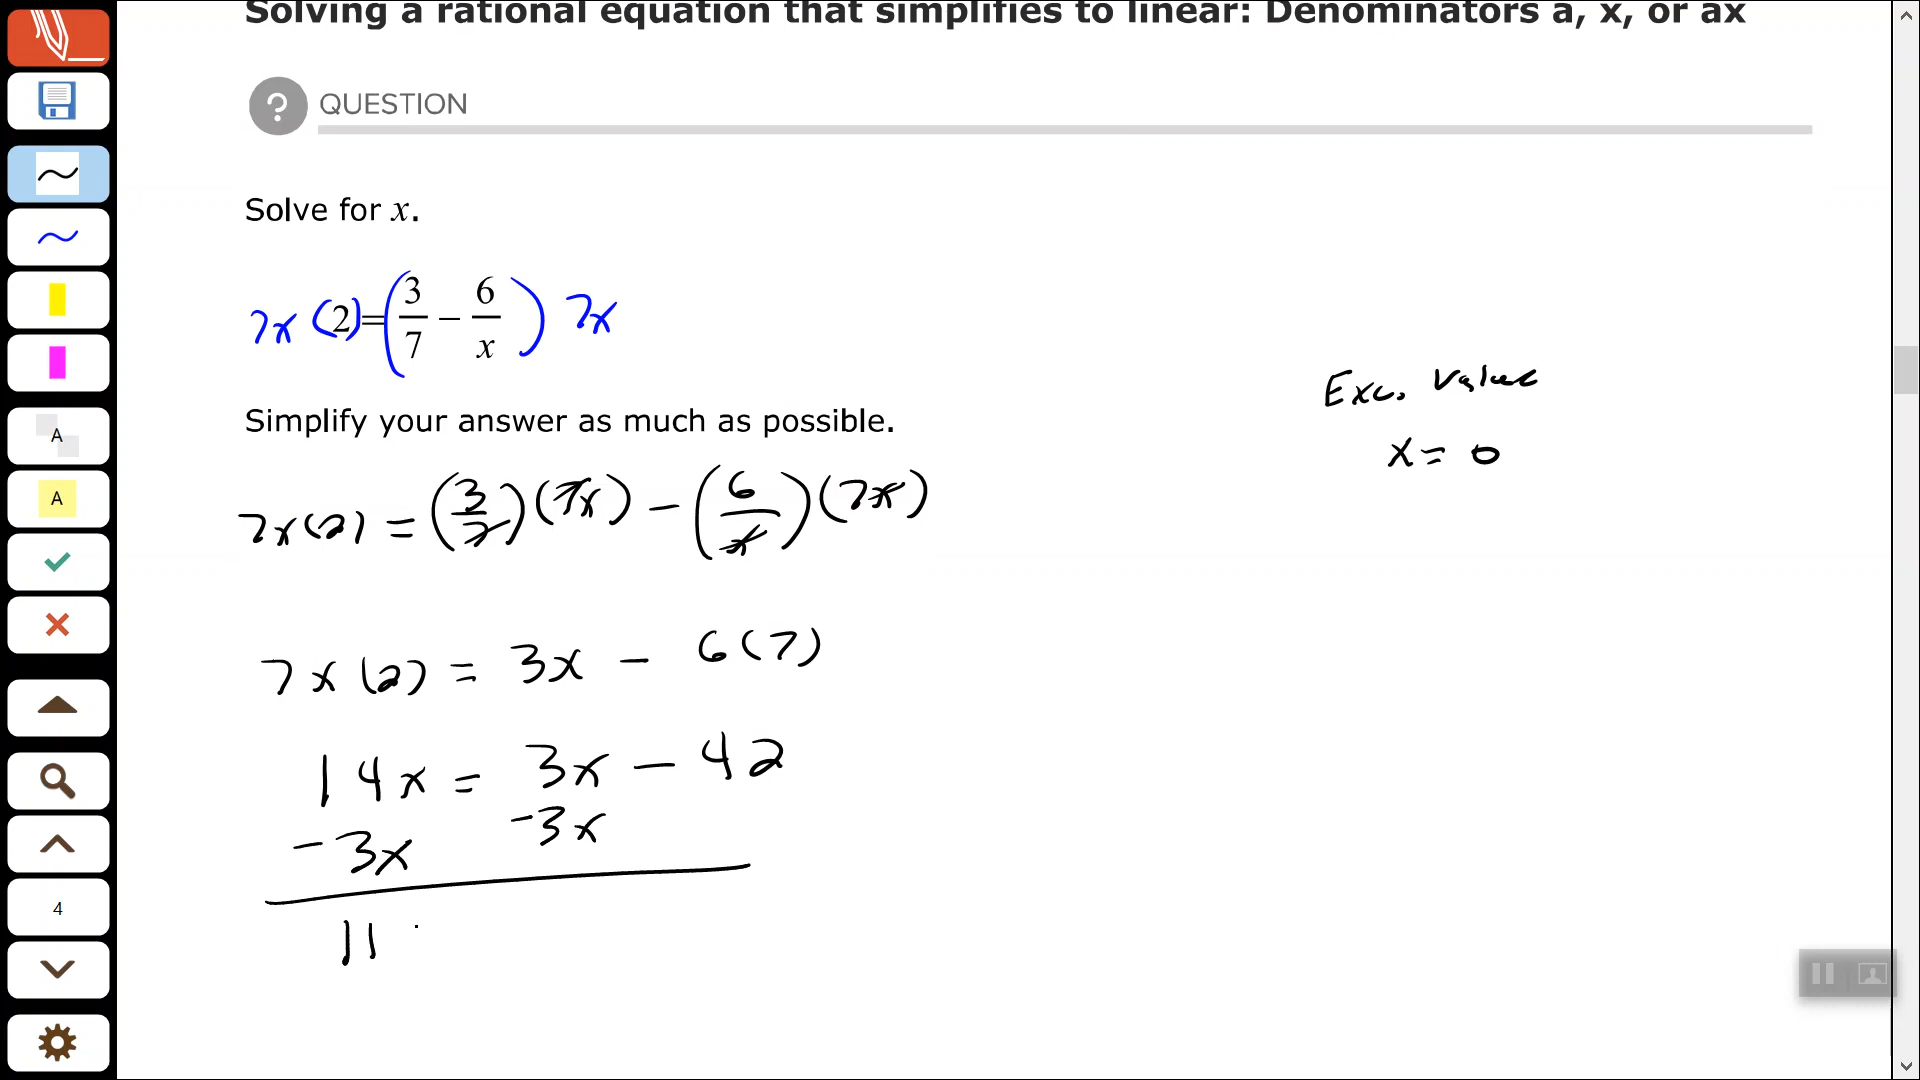 Solving a rational equation that simplifies to linear: Denominators a, x, or ax
? QUESTION
Solve for x.
7x (2) = (3/7 − 6/x) 7x
Exc. Value
Simplify your answer as much as possible.
x = 0
7x(2) = (3/7)(7x) − (6/x)(7x)
7x(2) = 3x − 6(7)
14x = 3x − 42
−3x −3x
11
A
A
4